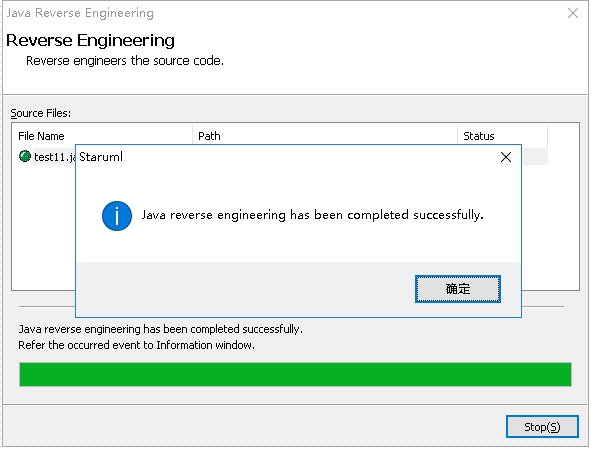 Java Reverse Engineering
Reverse Engineering
Reverse engineers the source code.
Source Files:
File Name Path Status
test11.ja
Staruml
Java reverse engineering has been completed successfully.
确定
Java reverse engineering has been completed successfully.
Refer the occurred event to Information window.
Stop(S)